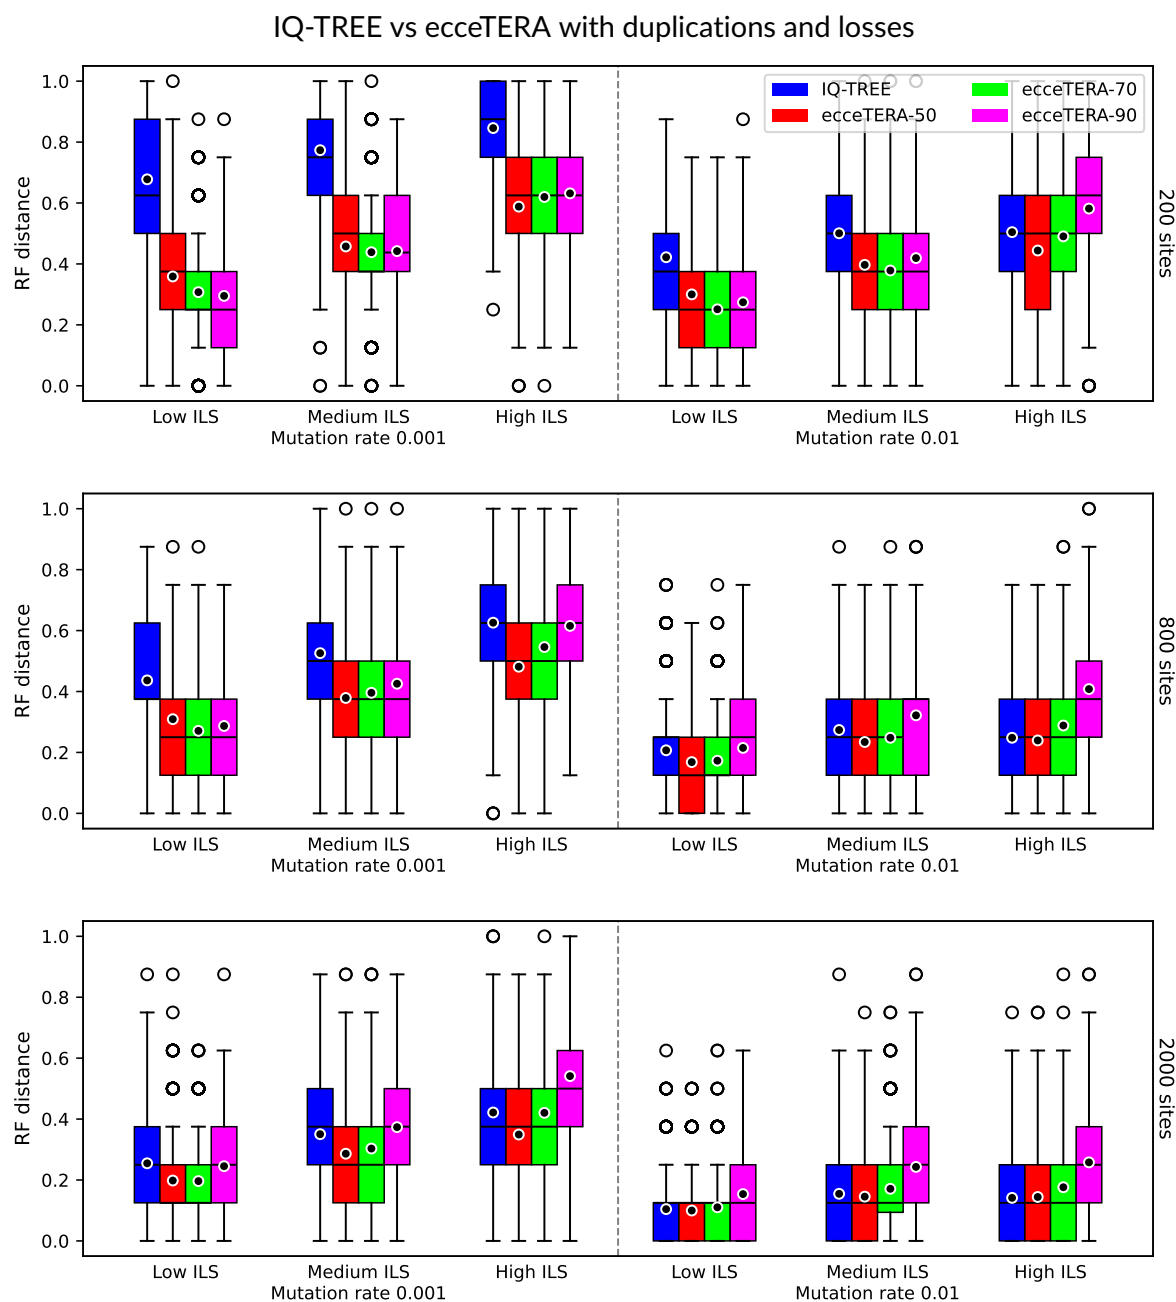 IQ-TREE vs ecceTERA with duplications and losses
1.0
0.8
0.6
0.4
0.2
0.0
RF distance
IQ-TREE
ecceTERA-50
ecceTERA-70
ecceTERA-90
200 sites
Low ILS
Medium ILS
High ILS
Low ILS
Medium ILS
High ILS
Mutation rate 0.001
Mutation rate 0.01
1.0
0.8
0.6
0.4
0.2
0.0
RF distance
800 sites
Low ILS
Medium ILS
High ILS
Low ILS
Medium ILS
High ILS
Mutation rate 0.001
Mutation rate 0.01
1.0
0.8
0.6
0.4
0.2
0.0
RF distance
2000 sites
Low ILS
Medium ILS
High ILS
Low ILS
Medium ILS
High ILS
Mutation rate 0.001
Mutation rate 0.01